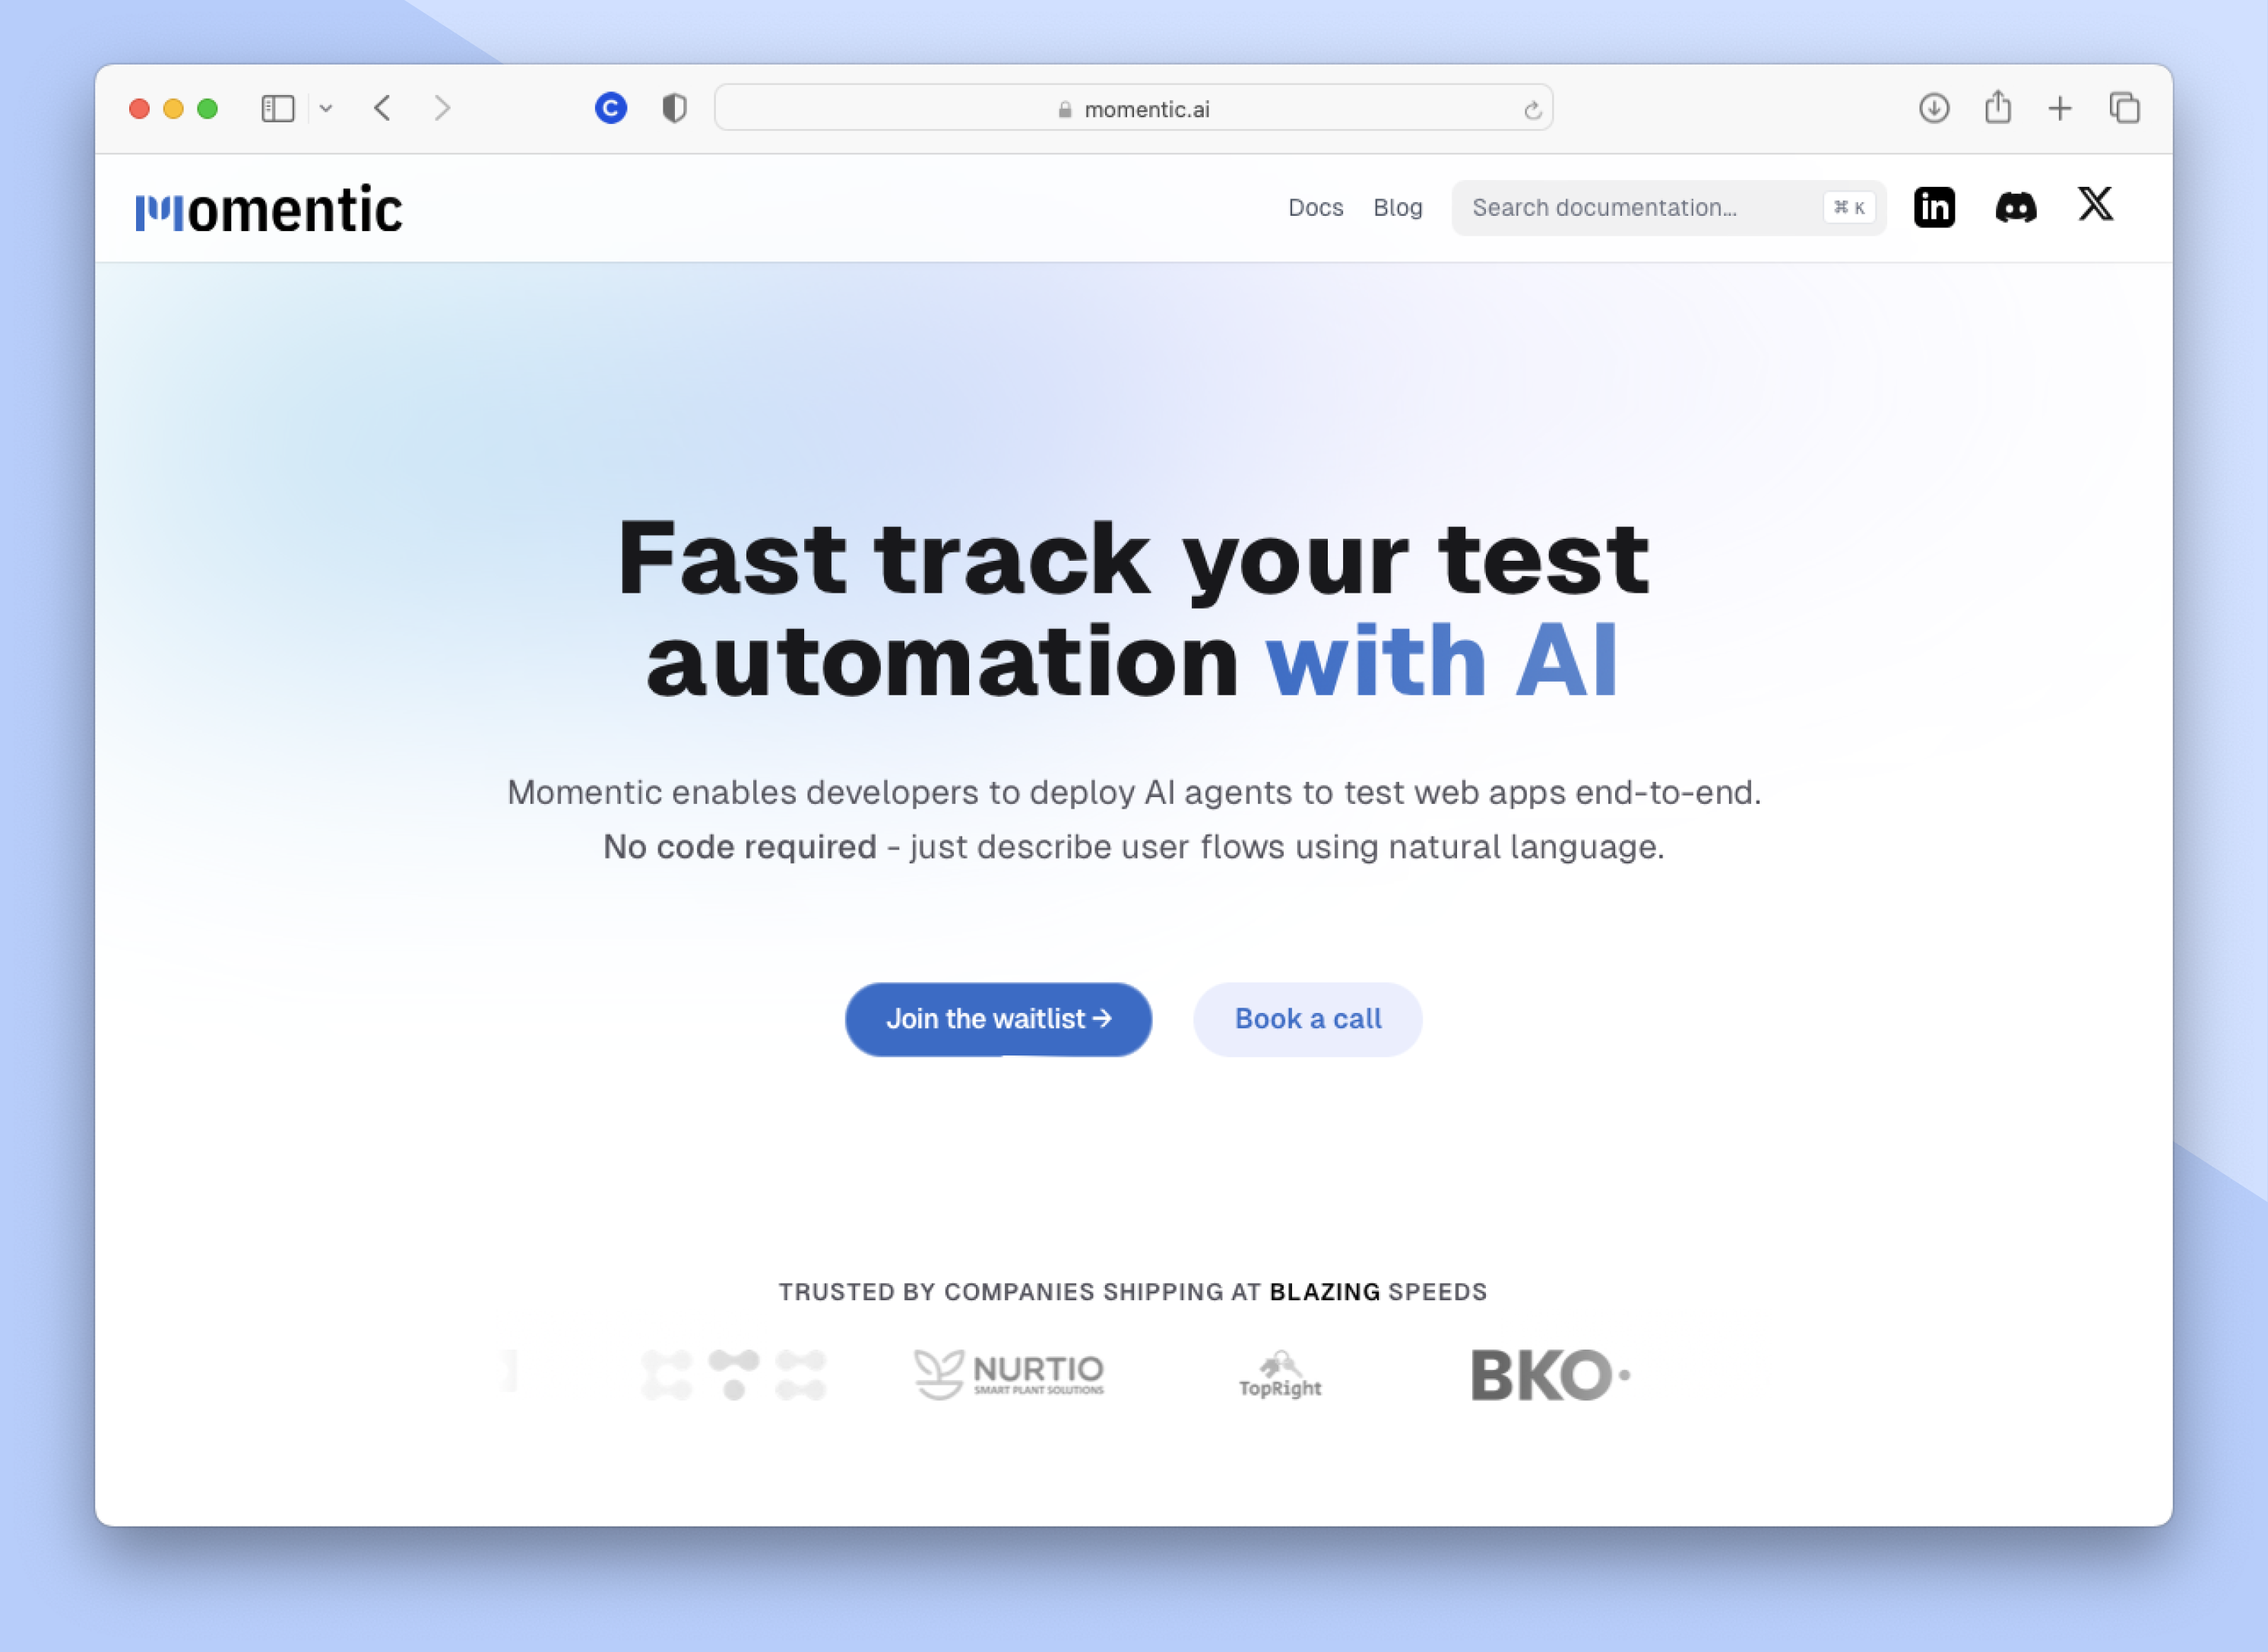 momentic.ai
momentic
Docs
Blog
Search documentation...
⌘ K
Fast track your test
automation with AI
Momentic enables developers to deploy AI agents to test web apps end-to-end.
No code required - just describe user flows using natural language.
Join the waitlist →
Book a call
TRUSTED BY COMPANIES SHIPPING AT BLAZING SPEEDS
NURTIO
SMART PLANT SOLUTIONS
TopRight
BKO